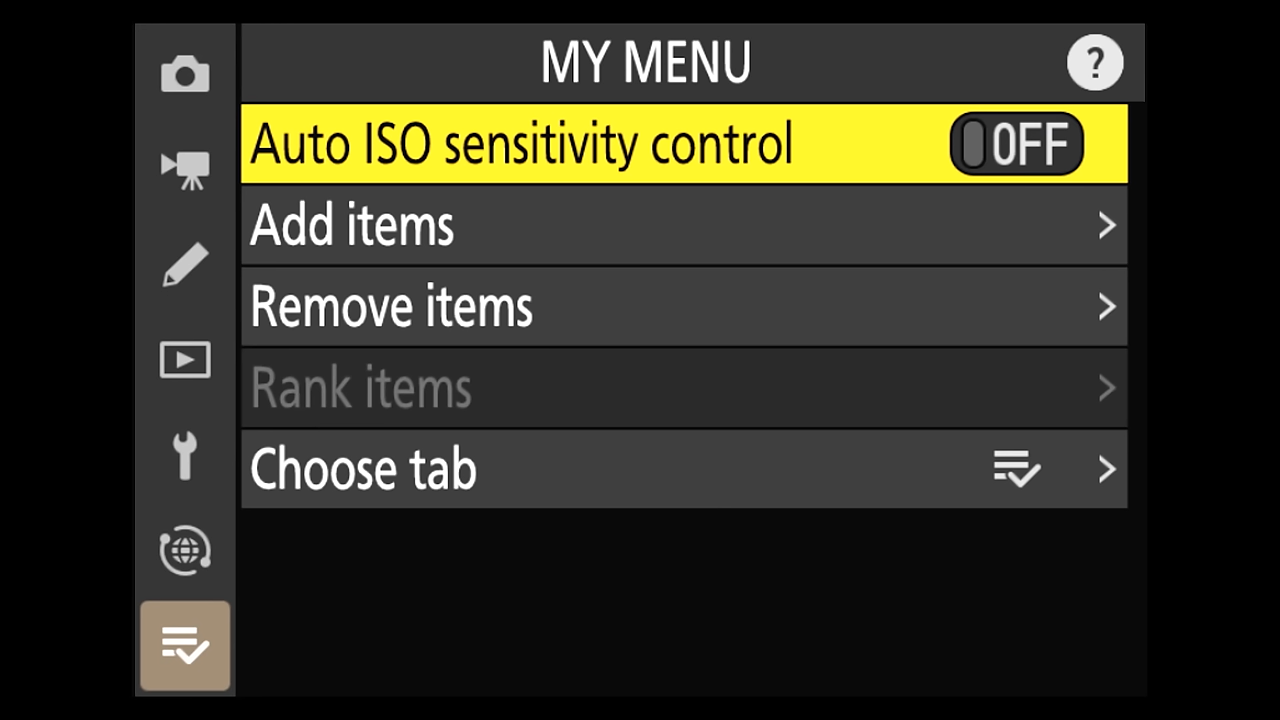 MY MENU
?
Auto ISO sensitivity control OFF
Add items
Remove items
Rank items
Choose tab